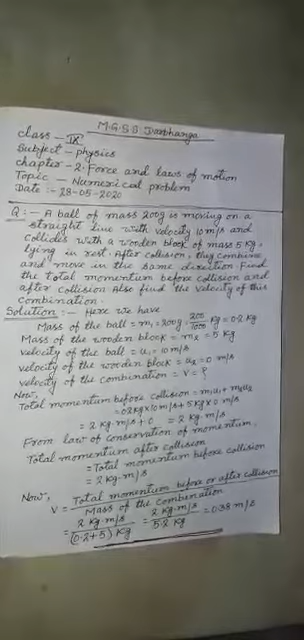 M.G.S.S Darbhanga
Class - IX
Subject - physics
chapter - 2. Force and laws of motion
Topic - Numerical problem
Date :- 28-05-2020
Q:- A ball of mass 200g is moving on a
straight line with velocity 10 m/s and
collides with a wooden block of mass 5 Kg,
lying in rest. After collision, they combine
and move in the same direction. Find
the total momentum before collision and
after collision. Also find the velocity of this
combination.
Solution :- Here we have
Mass of the ball = m₁ = 200g = 200/1000 Kg = 0.2 Kg
Mass of the wooden block = m₂ = 5 Kg
velocity of the ball = u₁ = 10 m/s
velocity of the wooden block = u₂ = 0 m/s
velocity of the combination = V = ?
Now,
Total momentum before collision = m₁u₁ + m₂u₂
= 0.2 Kg x 10 m/s + 5 Kg x 0 m/s
= 2 Kg. m/s + 0 = 2 Kg. m/s
From law of conservation of momentum,
Total momentum after collision
= Total momentum before collision
= 2 Kg. m/s
Now, V = Total momentum before or after collision / Mass of the combination
= 2 Kg m/s / (0.2+5) Kg = 2 Kg. m/s / 5.2 Kg = 0.38 m/s